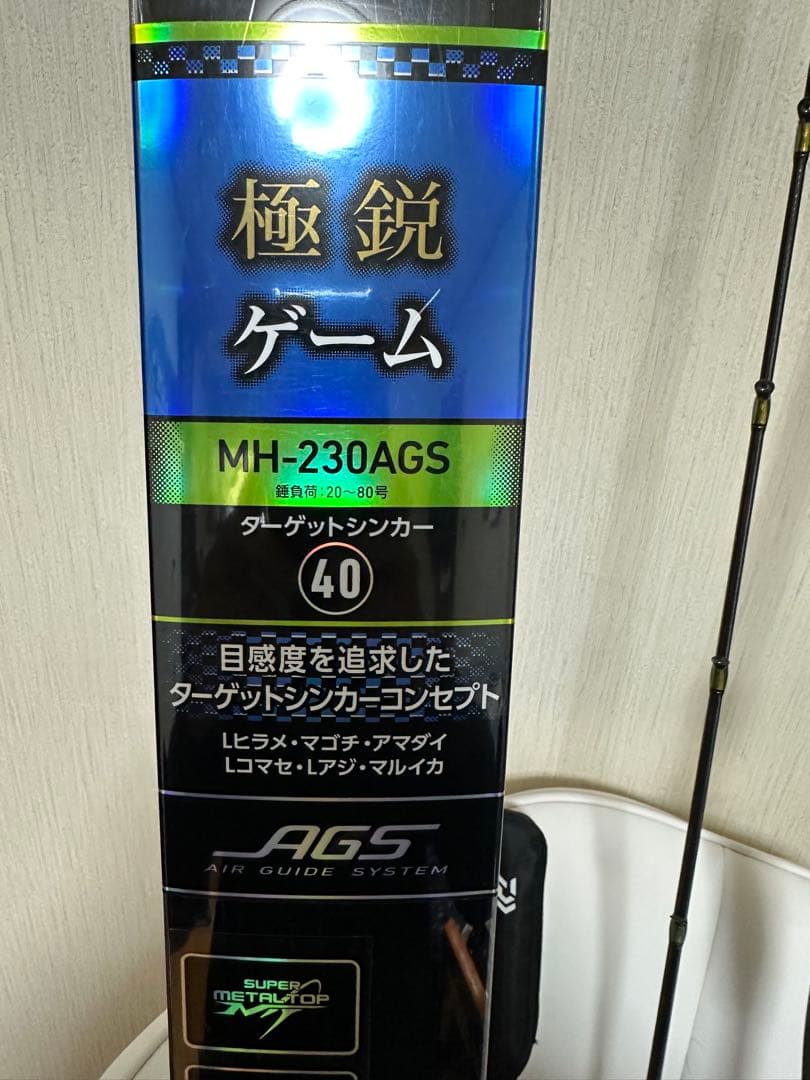 極鋭
ゲーム
MH-230AGS
錘負荷:20〜80号
ターゲットシンカー
40
目感度を追求した
ターゲットシンカーコンセプト
Lヒラメ・マゴチ・アマダイ
Lコマセ・Lアジ・マルイカ
AGS
AIR GUIDE SYSTEM
SUPER
METAL TOP
MT